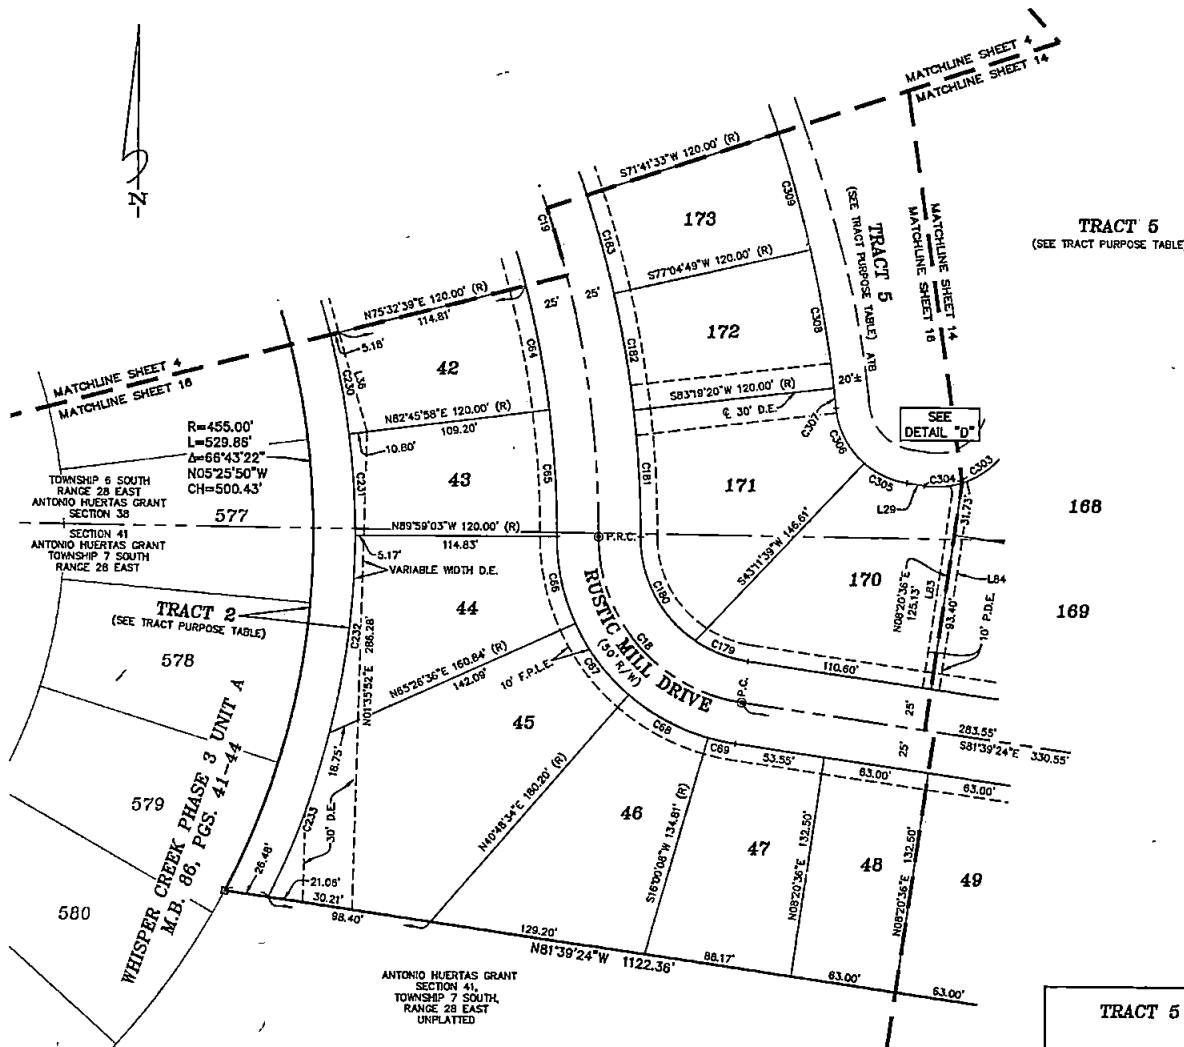 MATCHLINE SHEET 4
MATCHLINE SHEET 14
N
S71°41'33"W 120.00' (R)
C309
C19
C183
173
TRACT 5
(SEE TRACT PURPOSE TABLE)
ATB
MATCHLINE SHEET 14
MATCHLINE SHEET 16
TRACT 5
(SEE TRACT PURPOSE TABLE)
S77°04'49"W 120.00' (R)
N75°32'39"E 120.00' (R)
114.81'
25'
25'
5.18'
172
C308
C64
C182
42
L36
C230
MATCHLINE SHEET 4
MATCHLINE SHEET 16
20'±
S83°19'20"W 120.00' (R)
℄ 30' D.E.
C307
SEE
DETAIL "D"
R=455.00'
L=529.86'
Δ=66°43'22"
N05°25'50"W
CH=500.43'
N82°45'58"E 120.00' (R)
109.20'
10.80'
C306
C305
C304
C303
L29
31.73'
TOWNSHIP 6 SOUTH
RANGE 28 EAST
ANTONIO HUERTAS GRANT
SECTION 38
SECTION 41
ANTONIO HUERTAS GRANT
TOWNSHIP 7 SOUTH
RANGE 28 EAST
577
43
C231
C65
C181
171
168
N89°59'03"W 120.00' (R)
114.83'
5.17'
VARIABLE WIDTH D.E.
P.R.C.
S43°11'39"W 146.61'
170
N08°20'36"E
125.13'
L83
93.40'
L84
10' P.D.E.
169
TRACT 2
(SEE TRACT PURPOSE TABLE)
578
44
C66
C180
C232
N01°35'52"E 286.28'
RUSTIC MILL DRIVE
(50' R/W)
C18
C179
110.60'
N65°26'36"E 160.84' (R)
142.09'
10' F.P.L.E.
C67
P.C.
45
C68
C69
53.55'
25'
25'
283.55'
S81°39'24"E 330.55'
63.00'
63.00'
18.75'
WHISPER CREEK PHASE 3 UNIT A
M.B. 86, PGS. 41-44
579
N40°48'34"E 180.20' (R)
46
S16°00'08"W 134.81' (R)
47
N08°20'36"E 132.50'
48
N08°20'36"E 132.50'
49
C233
30' D.E.
26.48'
21.06'
30.21'
98.40'
580
129.20'
N81°39'24"W 1122.36'
88.17'
63.00'
63.00'
ANTONIO HUERTAS GRANT
SECTION 41,
TOWNSHIP 7 SOUTH,
RANGE 28 EAST
UNPLATTED
TRACT 5